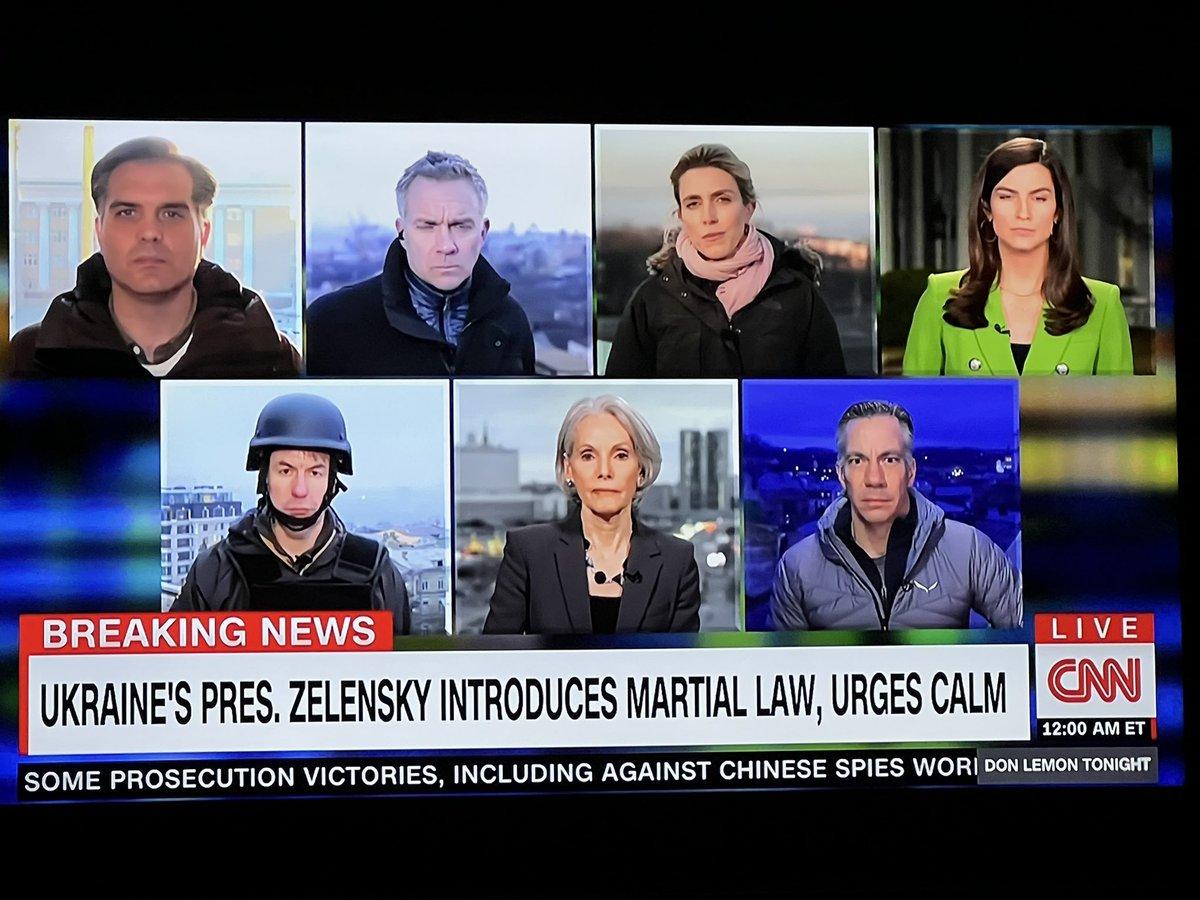 BREAKING NEWS
UKRAINE'S PRES. ZELENSKY INTRODUCES MARTIAL LAW, URGES CALM
LIVE
CNN
12:00 AM ET
SOME PROSECUTION VICTORIES, INCLUDING AGAINST CHINESE SPIES
DON LEMON TONIGHT